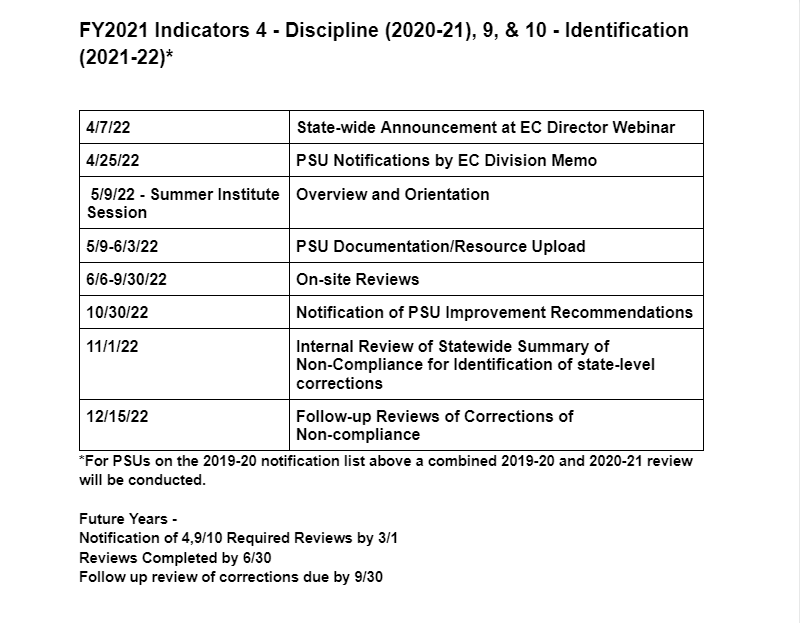 FY2021 Indicators 4 - Discipline (2020-21), 9, & 10 - Identification
(2021-22)*
4/7/22
State-wide Announcement at EC Director Webinar
4/25/22
PSU Notifications by EC Division Memo
5/9/22 - Summer Institute
Session
Overview and Orientation
5/9-6/3/22
PSU Documentation/Resource Upload
6/6-9/30/22
On-site Reviews
10/30/22
Notification of PSU Improvement Recommendations
11/1/22
Internal Review of Statewide Summary of
Non-Compliance for Identification of state-level
corrections
12/15/22
Follow-up Reviews of Corrections of
Non-compliance
*For PSUs on the 2019-20 notification list above a combined 2019-20 and 2020-21 review
will be conducted.
Future Years -
Notification of 4,9/10 Required Reviews by 3/1
Reviews Completed by 6/30
Follow up review of corrections due by 9/30